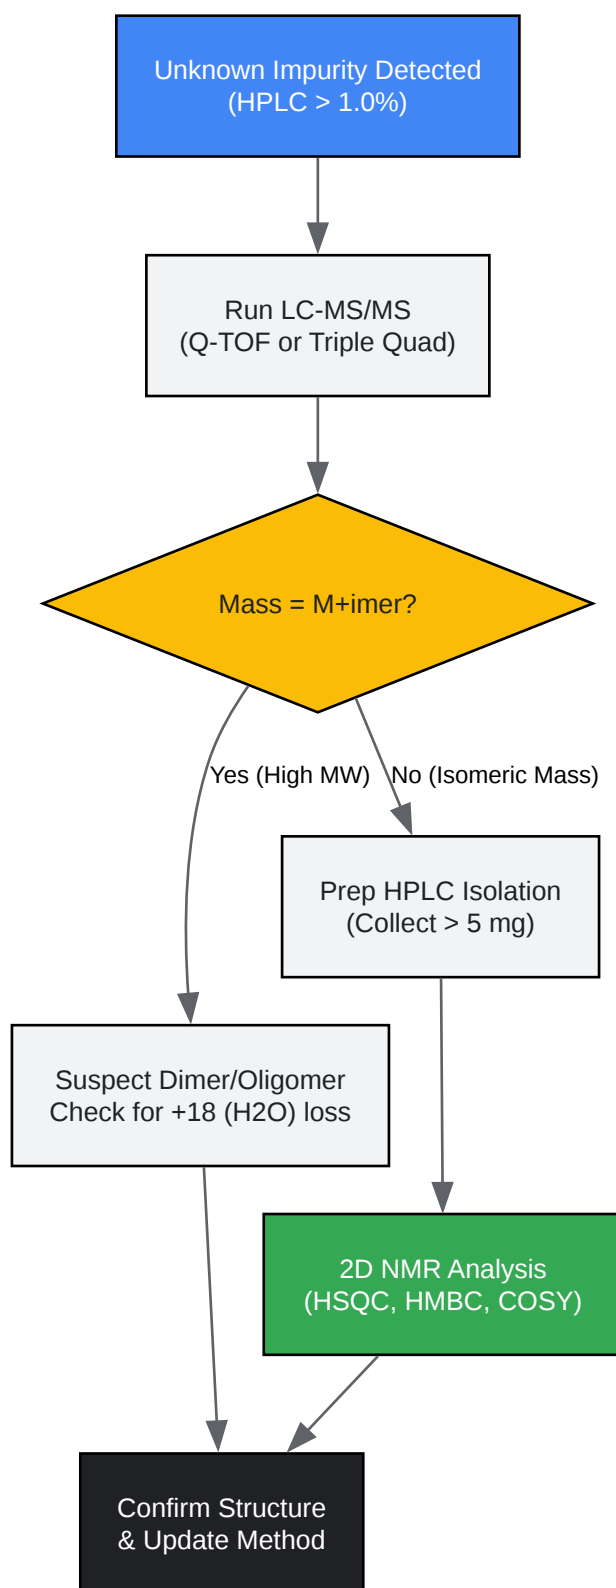 Unknown Impurity Detected
(HPLC > 1.0%)
Run LC-MS/MS
(Q-TOF or Triple Quad)
Mass = M+imer?
Yes (High MW)
No (Isomeric Mass)
Prep HPLC Isolation
(Collect > 5 mg)
Suspect Dimer/Oligomer
Check for +18 (H2O) loss
2D NMR Analysis
(HSQC, HMBC, COSY)
Confirm Structure
& Update Method